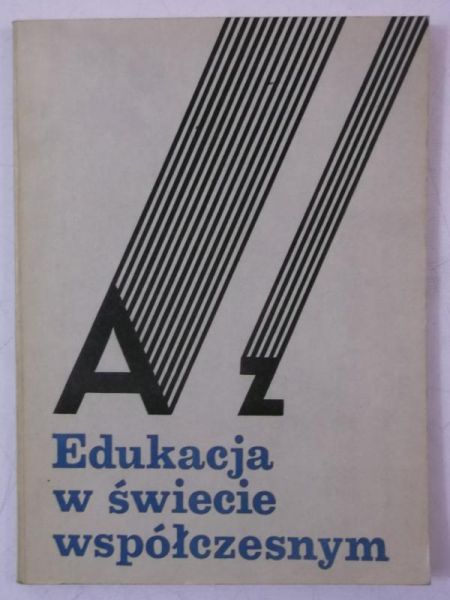 A z
Edukacja
w świecie
współczesnym